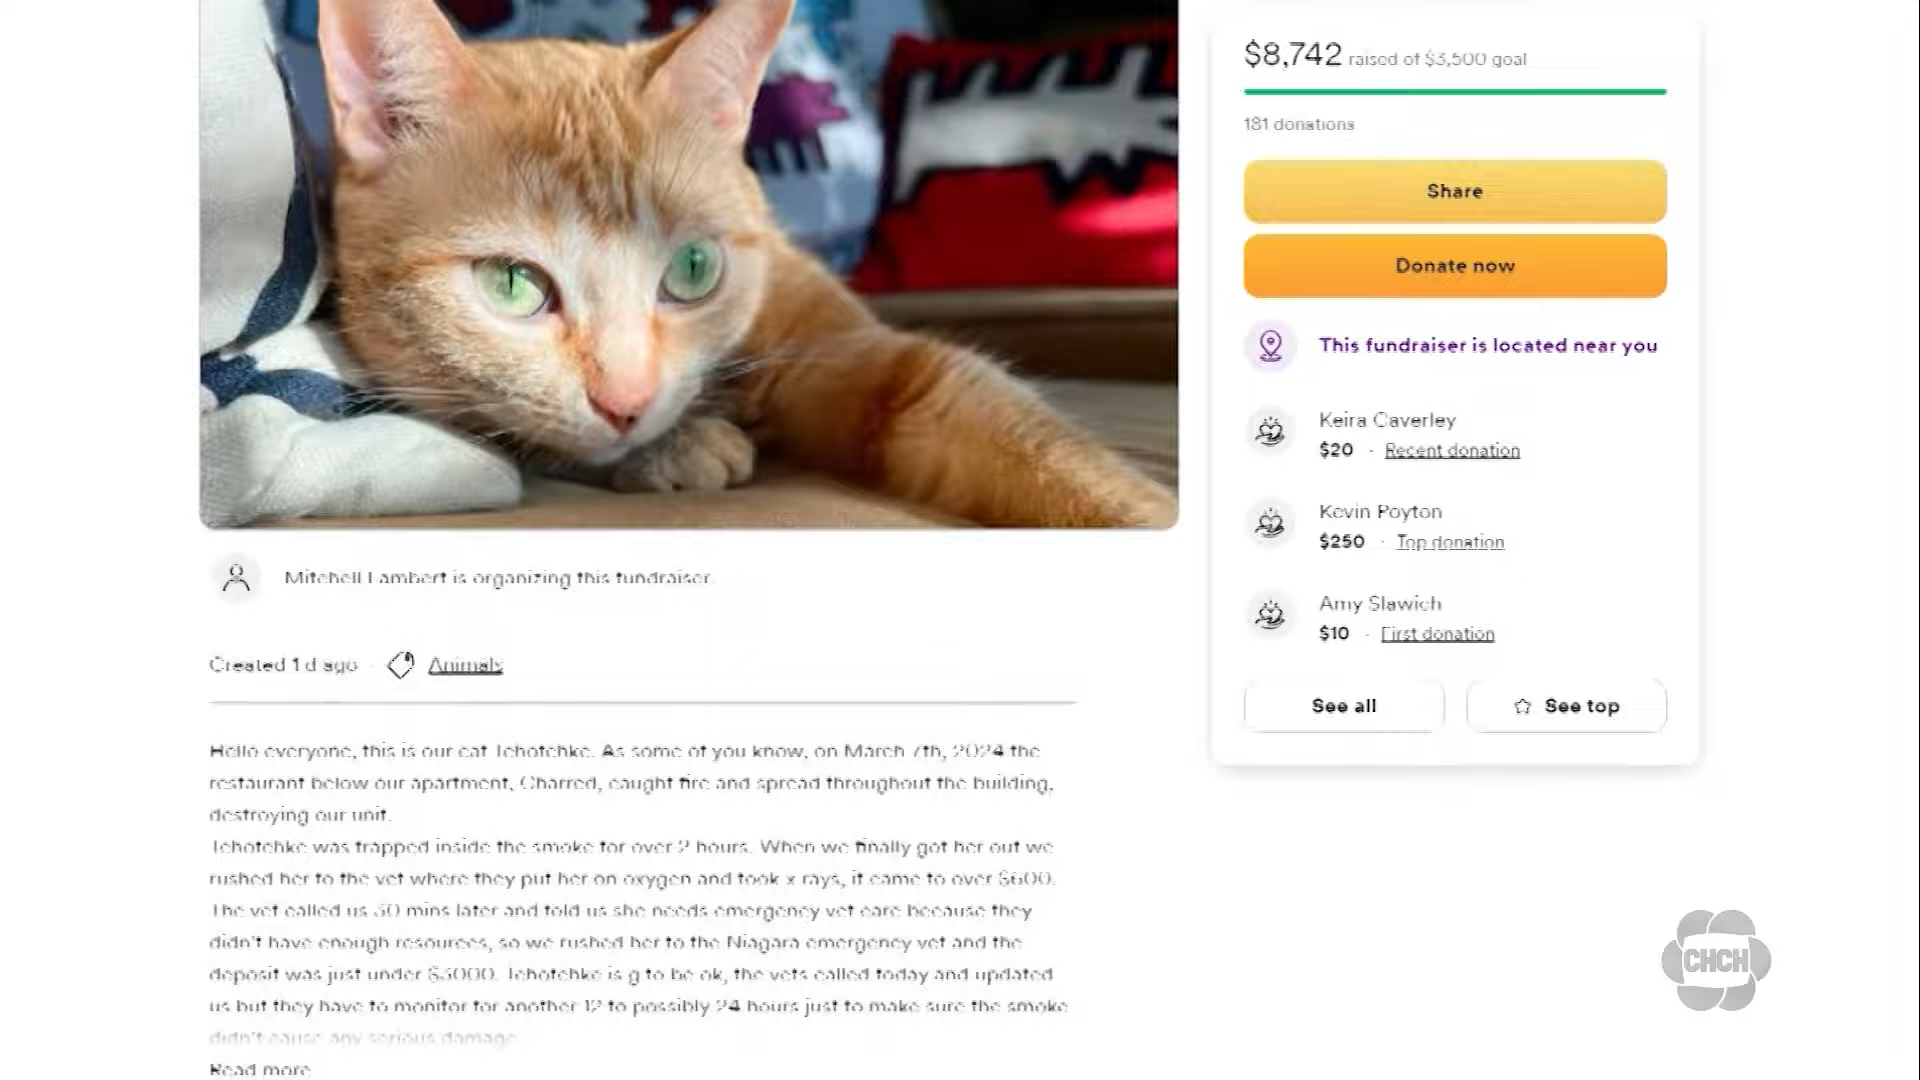 $8,742 raised of $3,500 goal
181 donations
Share
Donate now
This fundraiser is located near you
Keira Caverley
$20 · Recent donation
Kevin Poyton
$250 · Top donation
Amy Slawich
$10 · First donation
See all
See top
Mitchell Lambert is organizing this fundraiser.
Created 1 d ago · Animals
Hello everyone, this is our cat Tchotchke. As some of you know, on March 7th, 2024 the
restaurant below our apartment, Charred, caught fire and spread throughout the building,
destroying our unit.
Tchotchke was trapped inside the smoke for over 2 hours. When we finally got her out we
rushed her to the vet where they put her on oxygen and took x rays, it came to over $600.
The vet called us 30 mins later and told us she needs emergency vet care because they
didn't have enough resources, so we rushed her to the Niagara emergency vet and the
deposit was just under $3000. Tchotchke is g to be ok, the vets called today and updated
us but they have to monitor for another 12 to possibly 24 hours just to make sure the smoke
didn't cause any serious damage
Read more
CHCH